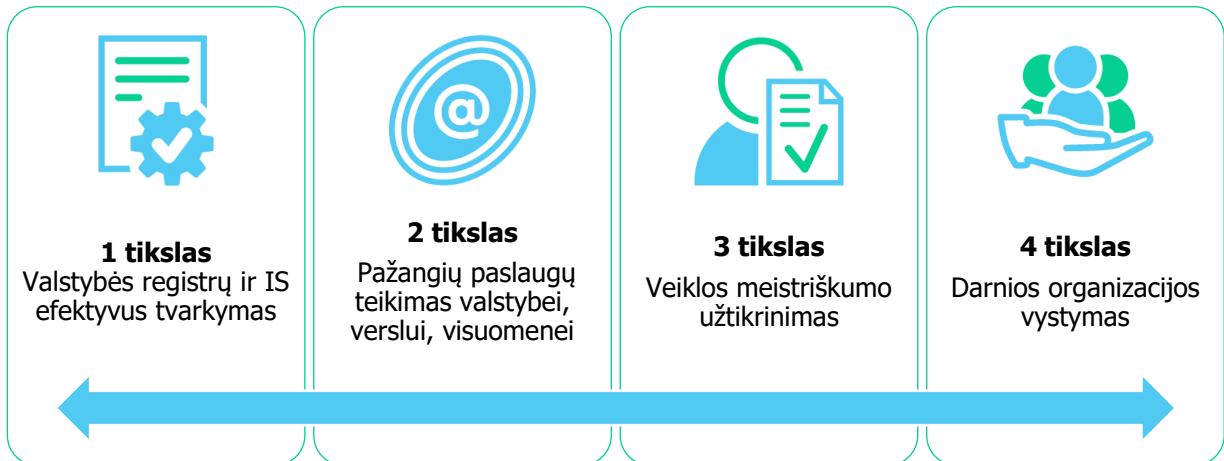 @
1 tikslas
Valstybės registrų ir IS
efektyvus tvarkymas
2 tikslas
Pažangių paslaugų
teikimas valstybei,
verslui, visuomenei
3 tikslas
Veiklos meistriškumo
užtikrinimas
4 tikslas
Darnios organizacijos
vystymas